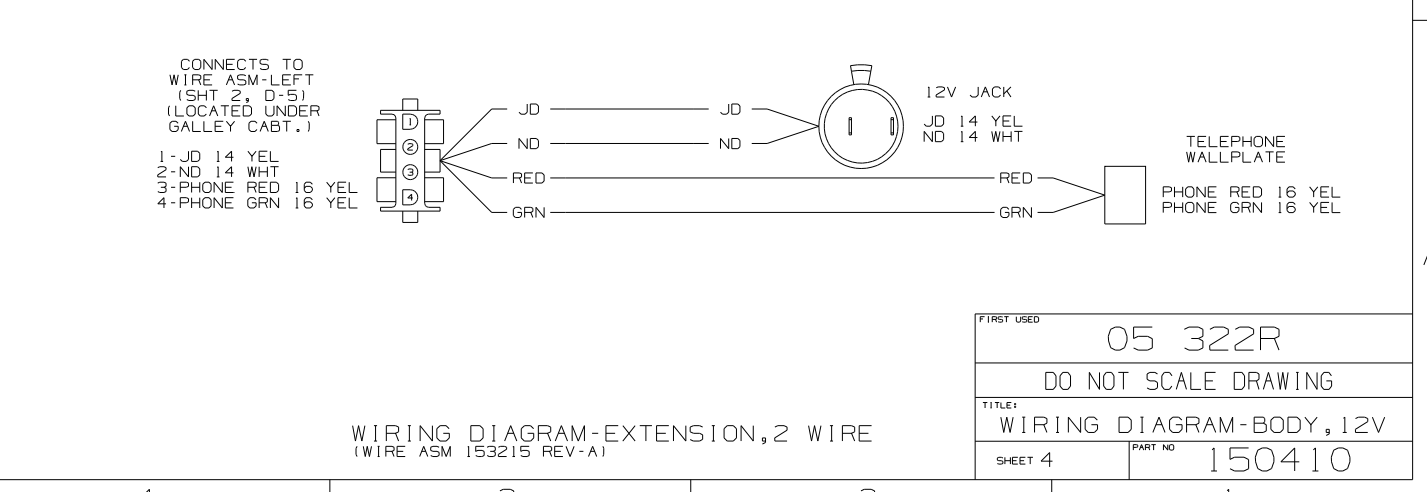 CONNECTS TO
WIRE ASM-LEFT
(SHT 2, D-5)
(LOCATED UNDER
GALLEY CABT.)
1-JD 14 YEL
2-ND 14 WHT
3-PHONE RED 16 YEL
4-PHONE GRN 16 YEL
1
2
3
4
JD
ND
RED
GRN
JD
ND
12V JACK
JD 14 YEL
ND 14 WHT
RED
GRN
TELEPHONE
WALLPLATE
PHONE RED 16 YEL
PHONE GRN 16 YEL
WIRING DIAGRAM-EXTENSION,2 WIRE
(WIRE ASM 153215 REV-A)
FIRST USED
05 322R
DO NOT SCALE DRAWING
TITLE:
WIRING DIAGRAM-BODY,12V
SHEET 4
PART NO
150410